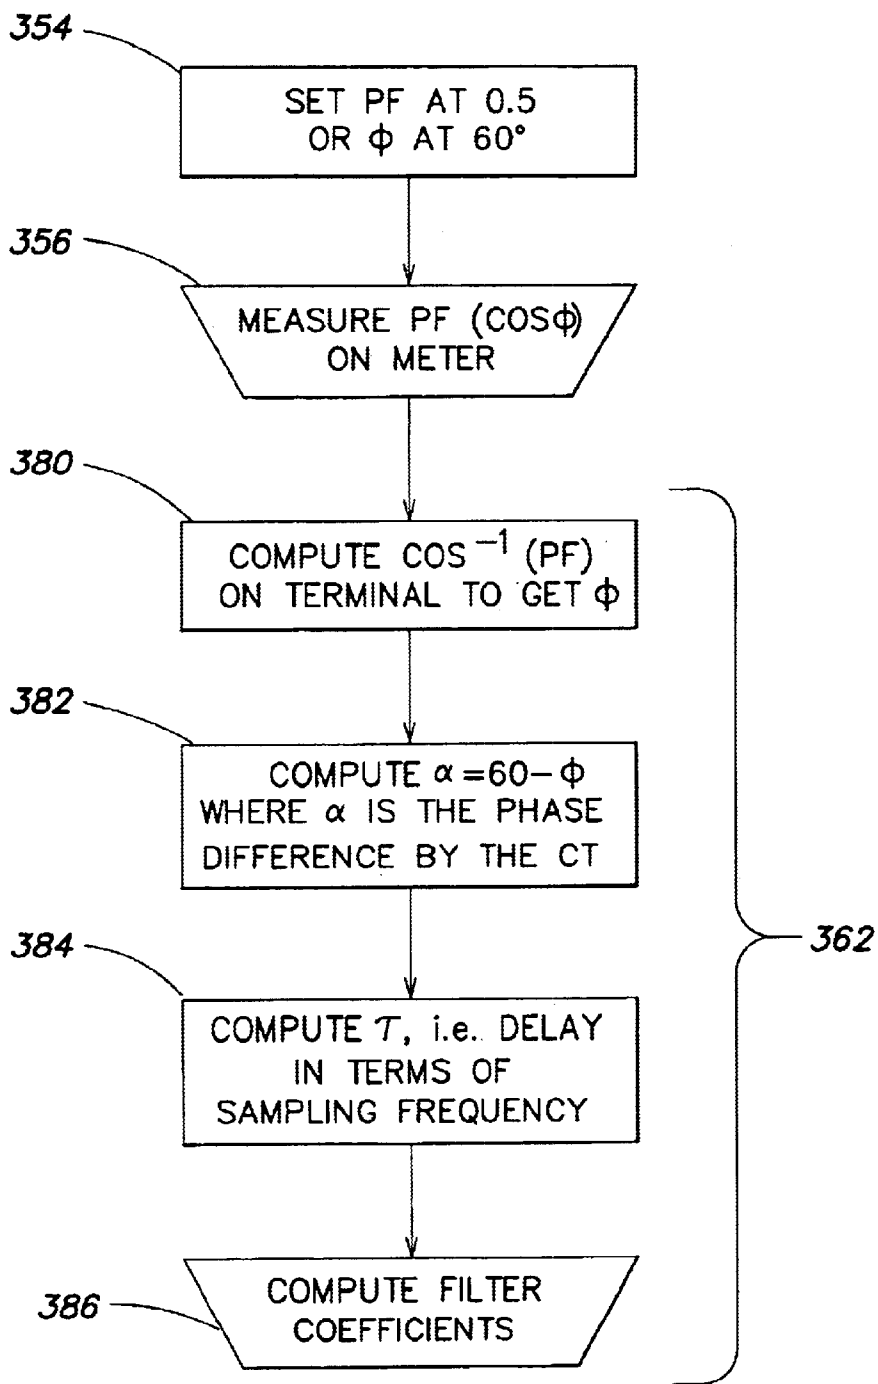 354
SET PF AT 0.5
OR ϕ AT 60°
356
MEASURE PF (COSϕ)
ON METER
380
COMPUTE COS⁻¹ (PF)
ON TERMINAL TO GET ϕ
382
COMPUTE α=60-ϕ
WHERE α IS THE PHASE
DIFFERENCE BY THE CT
384
362
COMPUTE τ, i.e. DELAY
IN TERMS OF
SAMPLING FREQUENCY
386
COMPUTE FILTER
COEFFICIENTS